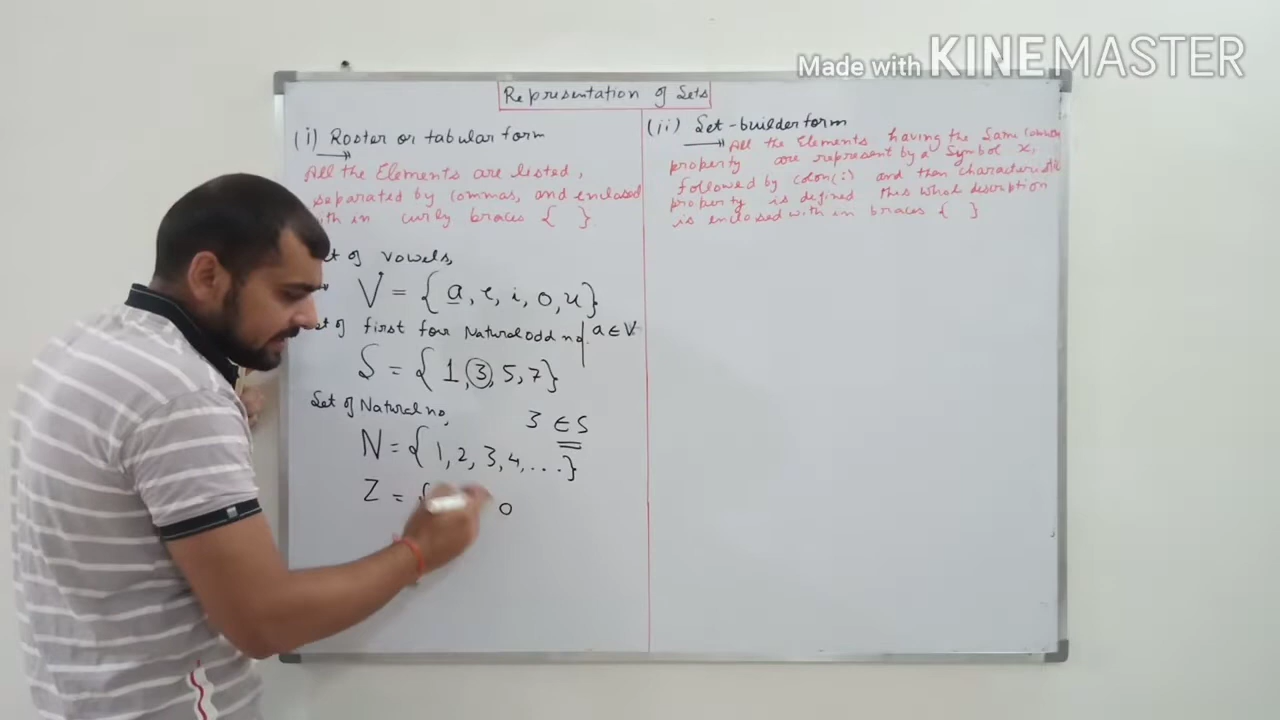 Made with KINEMASTER
Representation of Sets
(i) Roster or tabular form
All the Elements are listed,
separated by commas, and enclosed
with in curly braces { }.
of vowels,
V = { a, e, i, o, u}
of first four Natural odd no. a ∈ V
S = { 1, 3, 5, 7}
Set of Natural no,
3 ∈ S
N = { 1, 2, 3, 4, ... }
Z = { 0
(ii) Set-builder form
All the Elements having the Same Common
property are represent by a Symbol x,
followed by colon(:) and then characteristic
property is defined this whole
is enclosed with in braces { }